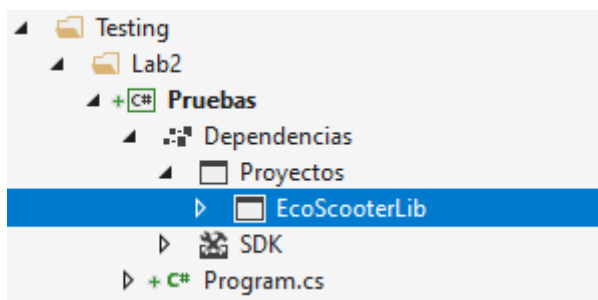 Testing
Lab2
+C# Pruebas
Dependencias
Proyectos
EcoScooterLib
SDK
+ C# Program.cs